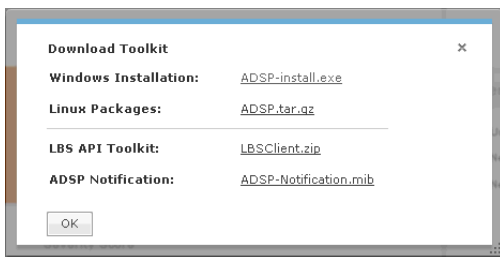 Download Toolkit ×
Windows Installation: ADSP-install.exe
Linux Packages: ADSP.tar.gz
LBS API Toolkit: LBSClient.zip
ADSP Notification: ADSP-Notification.mib
OK